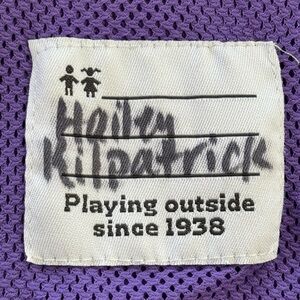 Hailey
Kilpatrick
Playing outside
since 1938